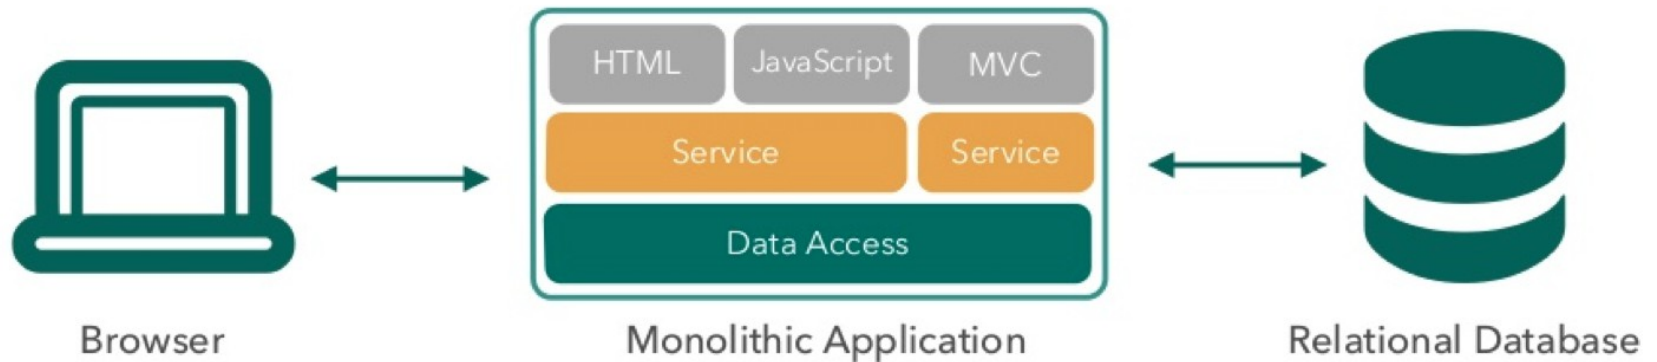 HTML
JavaScript
MVC
Service
Service
Data Access
Browser
Monolithic Application
Relational Database